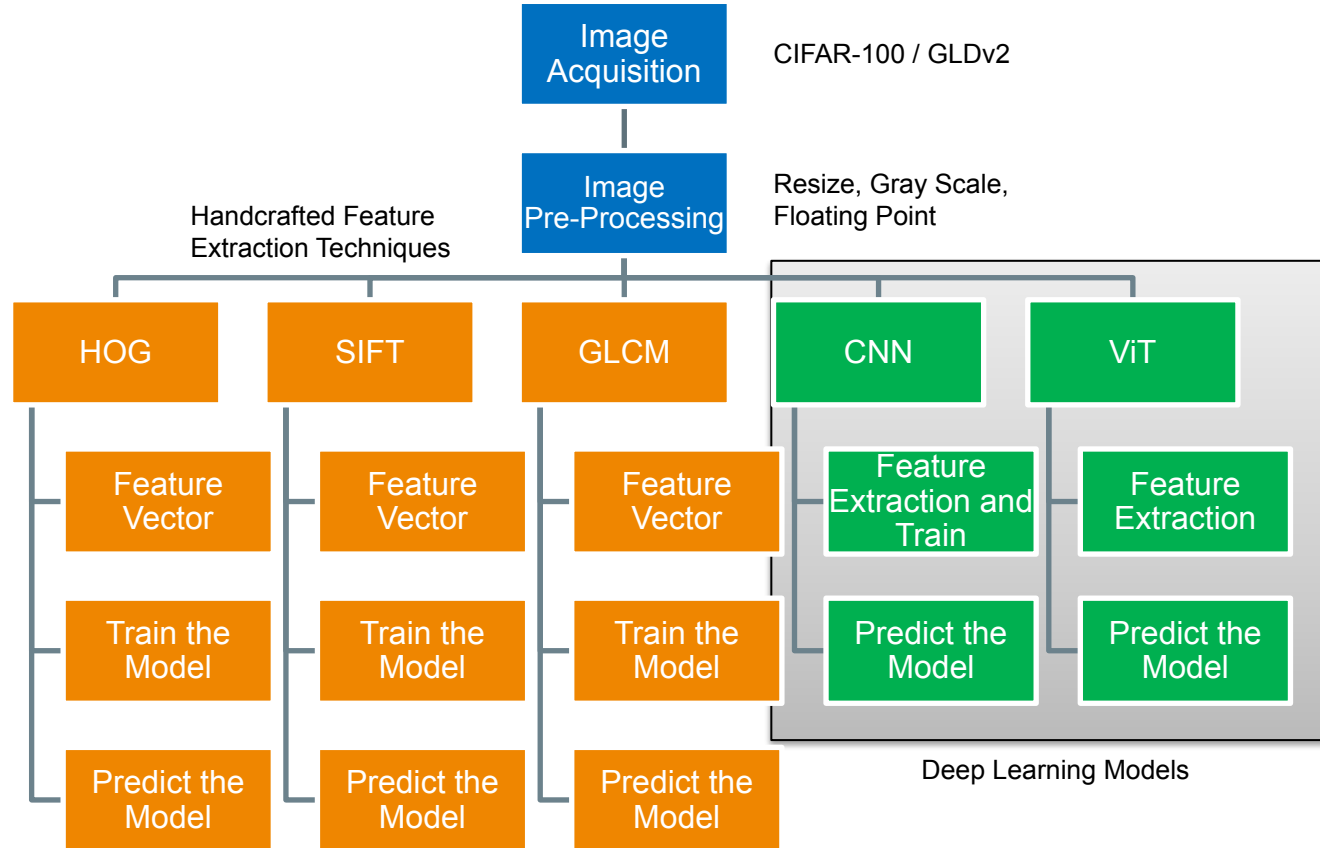 Image
Acquisition
CIFAR-100 / GLDv2
Image
Pre-Processing
Resize, Gray Scale,
Floating Point
Handcrafted Feature
Extraction Techniques
HOG
SIFT
GLCM
CNN
ViT
Feature
Vector
Feature
Vector
Feature
Vector
Feature
Extraction and
Train
Feature
Extraction
Train the
Model
Train the
Model
Train the
Model
Predict the
Model
Predict the
Model
Predict the
Model
Predict the
Model
Predict the
Model
Deep Learning Models